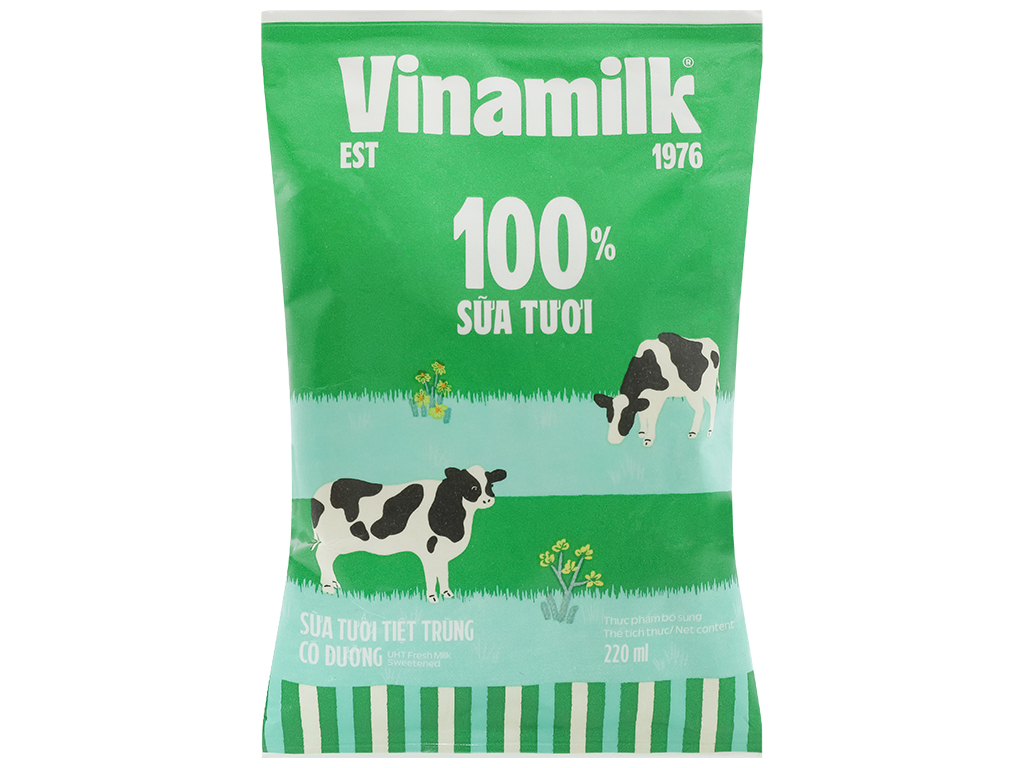 Vinamilk®
EST 1976
100%
SỮA TƯƠI
SỮA TƯƠI TIỆT TRÙNG
CÓ ĐƯỜNG UHT Fresh Milk
Sweetened
Thực phẩm bổ sung
Thể tích thực/ Net content
220 ml